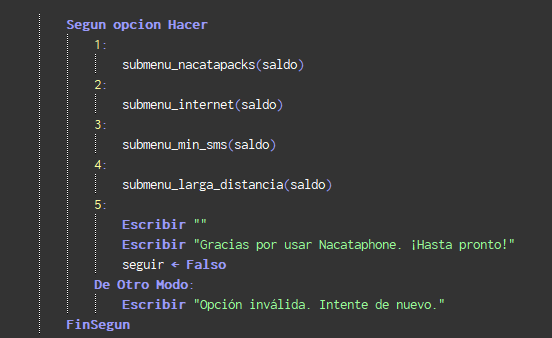 Segun opcion Hacer
1:
submenu_nacatapacks(saldo)
2:
submenu_internet(saldo)
3:
submenu_min_sms(saldo)
4:
submenu_larga_distancia(saldo)
5:
Escribir ""
Escribir "Gracias por usar Nacataphone. ¡Hasta pronto!"
seguir ← Falso
De Otro Modo:
Escribir "Opción inválida. Intente de nuevo."
FinSegun